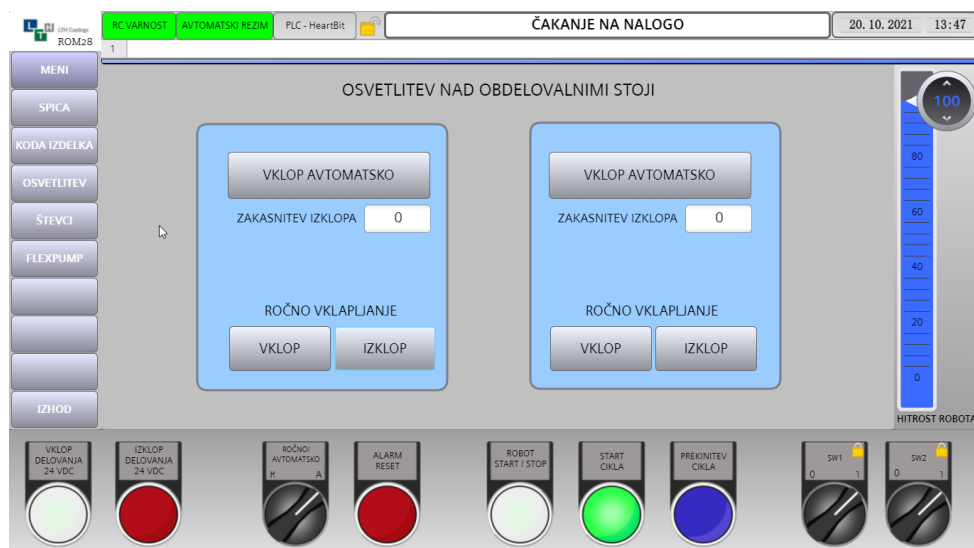 LTH Castings
ROM28
RC VARNOST
AVTOMATSKI REZIM
PLC - HeartBit
ČAKANJE NA NALOGO
20. 10. 2021 13:47
1
MENI
SPICA
KODA IZDELKA
OSVETLITEV
ŠTEVCI
FLEXPUMP
IZHOD
OSVETLITEV NAD OBDELOVALNIMI STOJI
VKLOP AVTOMATSKO
ZAKASNITEV IZKLOPA 0
ROČNO VKLAPLJANJE
VKLOP IZKLOP
VKLOP AVTOMATSKO
ZAKASNITEV IZKLOPA 0
ROČNO VKLAPLJANJE
VKLOP IZKLOP
100
80
60
40
20
0
HITROST ROBOTA
VKLOP
DELOVANJA
24 VDC
IZKLOP
DELOVANJA
24 VDC
ROČNO/
AVTOMATSKO
R A
ALARM
RESET
ROBOT
START / STOP
START
CIKLA
PREKINITEV
CIKLA
SW1
0 1
SW2
0 1